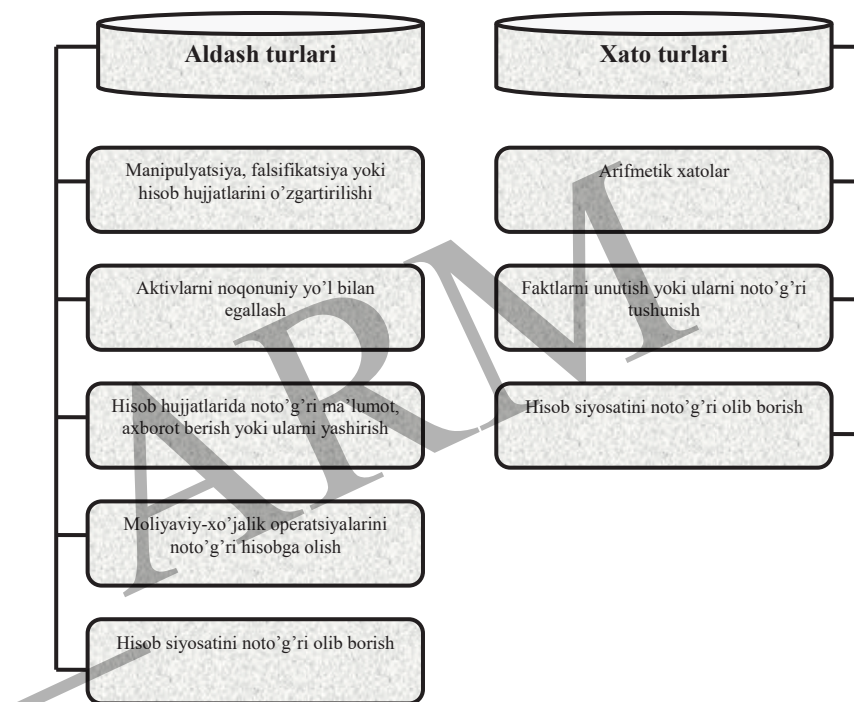 Aldash turlari
Manipulyatsiya, falsifikatsiya yoki
hisob hujjatlarini o’zgartirilishi
Aktivlarni noqonuniy yo’l bilan
egallash
Hisob hujjatlarida noto’g’ri ma’lumot,
axborot berish yoki ularni yashirish
Moliyaviy-xo’jalik operatsiyalarini
noto’g’ri hisobga olish
Hisob siyosatini noto’g’ri olib borish
Xato turlari
Arifmetik xatolar
Faktlarni unutish yoki ularni noto’g’ri
tushunish
Hisob siyosatini noto’g’ri olib borish
ARM